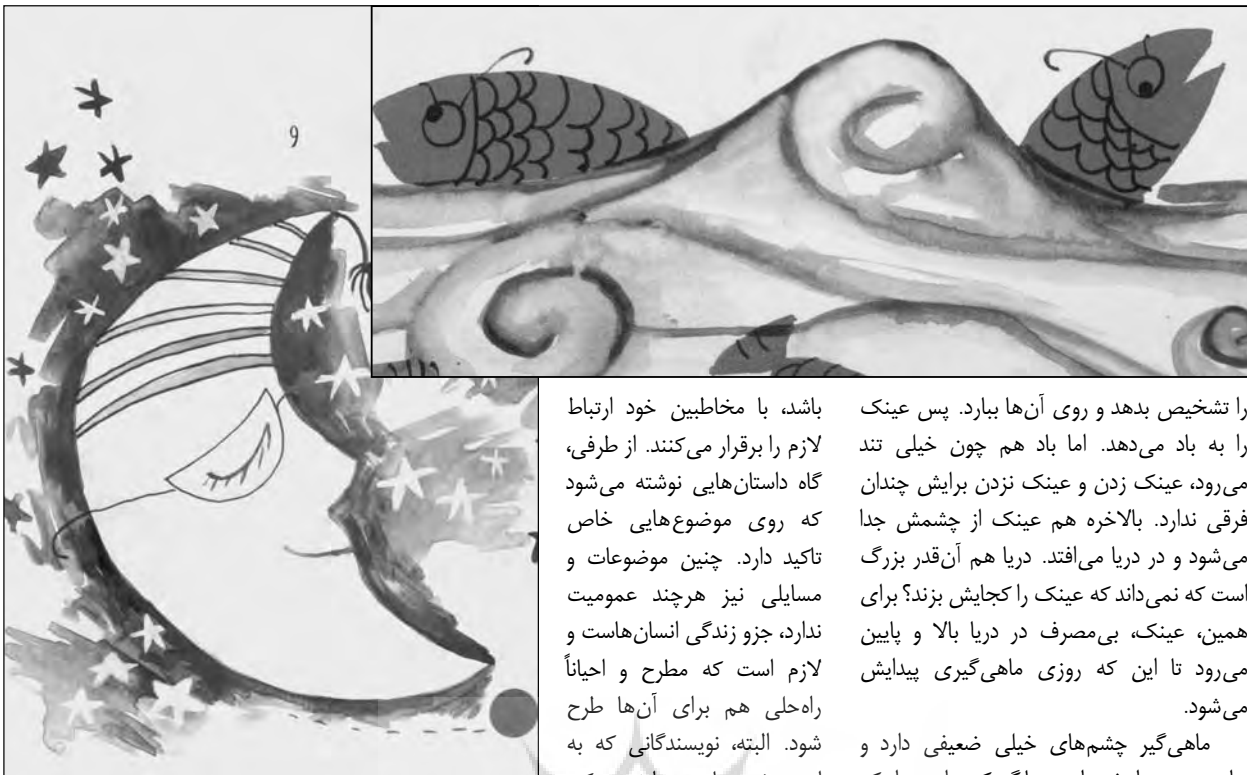 ۹
را تشخیص بدهد و روی آن‌ها ببارد. پس عینک
را به باد می‌دهد. اما باد هم چون خیلی تند
می‌رود، عینک زدن و عینک نزدن برایش چندان
فرقی ندارد. بالاخره هم عینک از چشمش جدا
می‌شود و در دریا می‌افتد. دریا هم آن‌قدر بزرگ
است که نمی‌داند که عینک را کجایش بزند؟ برای
همین، عینک، بی‌مصرف در دریا بالا و پایین
می‌رود تا این که روزی ماهی‌گیری پیدایش
می‌شود.
ماهی‌گیر چشم‌های خیلی ضعیفی دارد و
باشد، با مخاطبین خود ارتباط
لازم را برقرار می‌کنند. از طرفی،
گاه داستان‌هایی نوشته می‌شود
که روی موضوع‌هایی خاص
تاکید دارد. چنین موضوعات و
مسایلی نیز هرچند عمومیت
ندارد، جزو زندگی انسان‌هاست و
لازم است که مطرح و احیاناً
راه‌حلی هم برای آن‌ها طرح
شود. البته، نویسندگانی که به